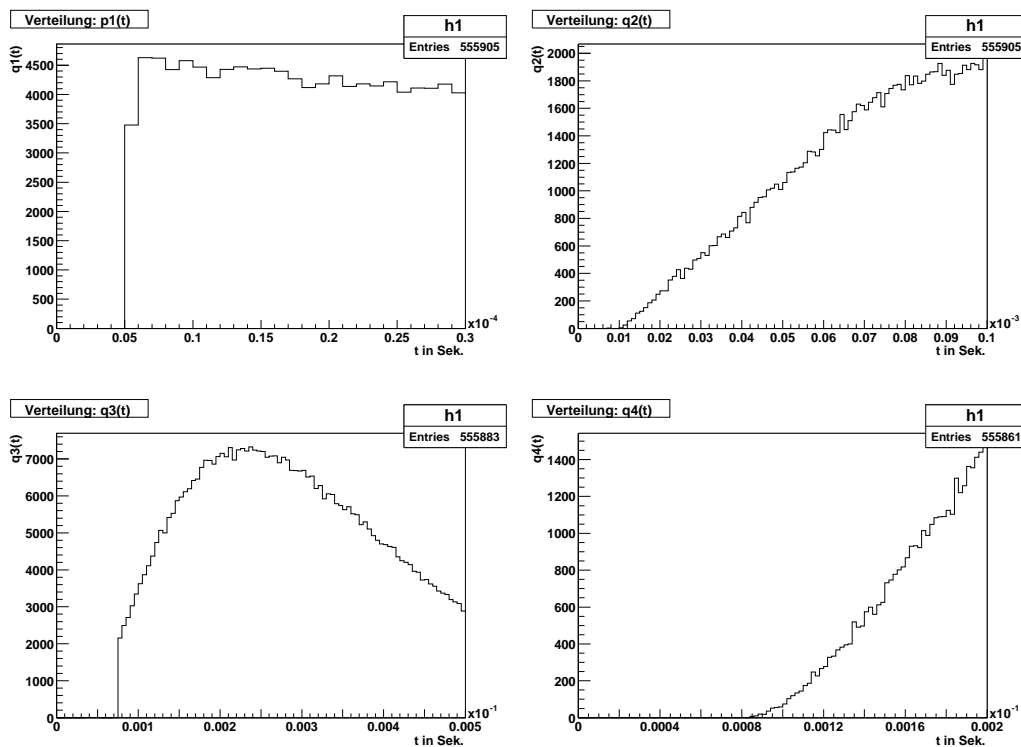 Verteilung: p1(t)
h1
Entries 555905
q1(t)
4500
4000
3500
3000
2500
2000
1500
1000
500
0
0 0.05 0.1 0.15 0.2 0.25 0.3
x10-4
t in Sek.
Verteilung: q2(t)
h1
Entries 555905
q2(t)
2000
1800
1600
1400
1200
1000
800
600
400
200
0
0 0.01 0.02 0.03 0.04 0.05 0.06 0.07 0.08 0.09 0.1
x10-3
t in Sek.
Verteilung: q3(t)
h1
Entries 555883
q3(t)
7000
6000
5000
4000
3000
2000
1000
0
0 0.001 0.002 0.003 0.004 0.005
x10-1
t in Sek.
Verteilung: q4(t)
h1
Entries 555861
q4(t)
1400
1200
1000
800
600
400
200
0
0 0.0004 0.0008 0.0012 0.0016 0.002
x10-1
t in Sek.